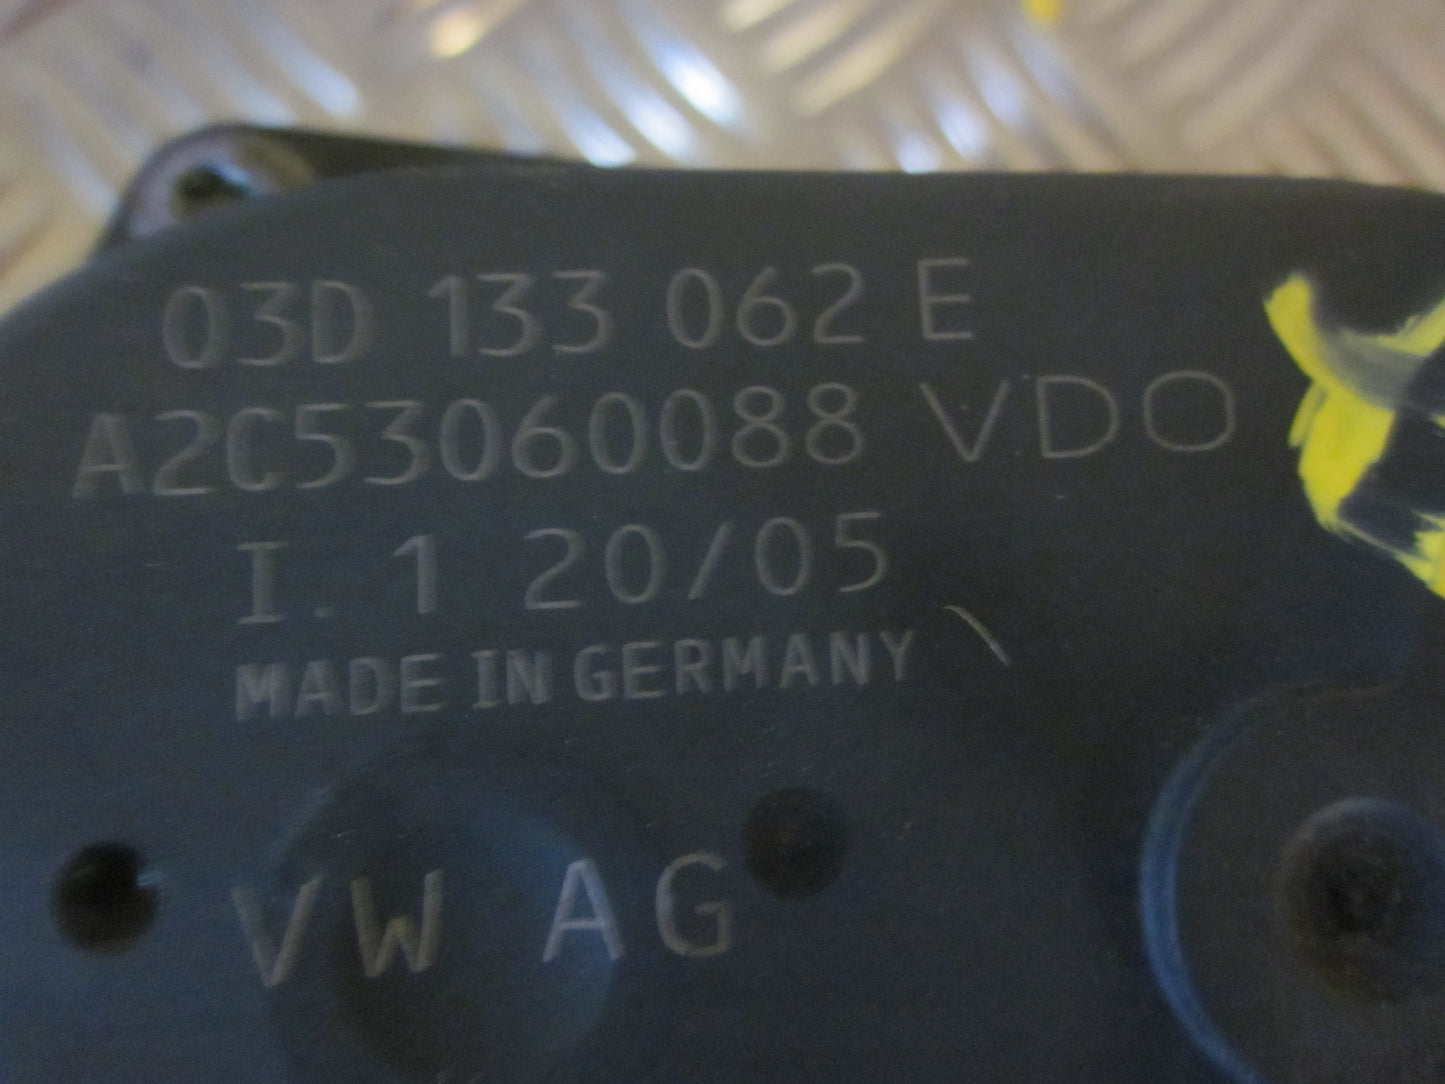 03D 133 062 E
A2C53060088 VDO
I. 1 20/05
MADE IN GERMANY
VW AG